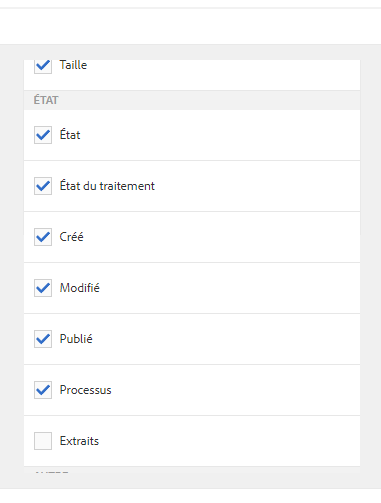 Taille
ÉTAT
État
État du traitement
Créé
Modifié
Publié
Processus
Extraits